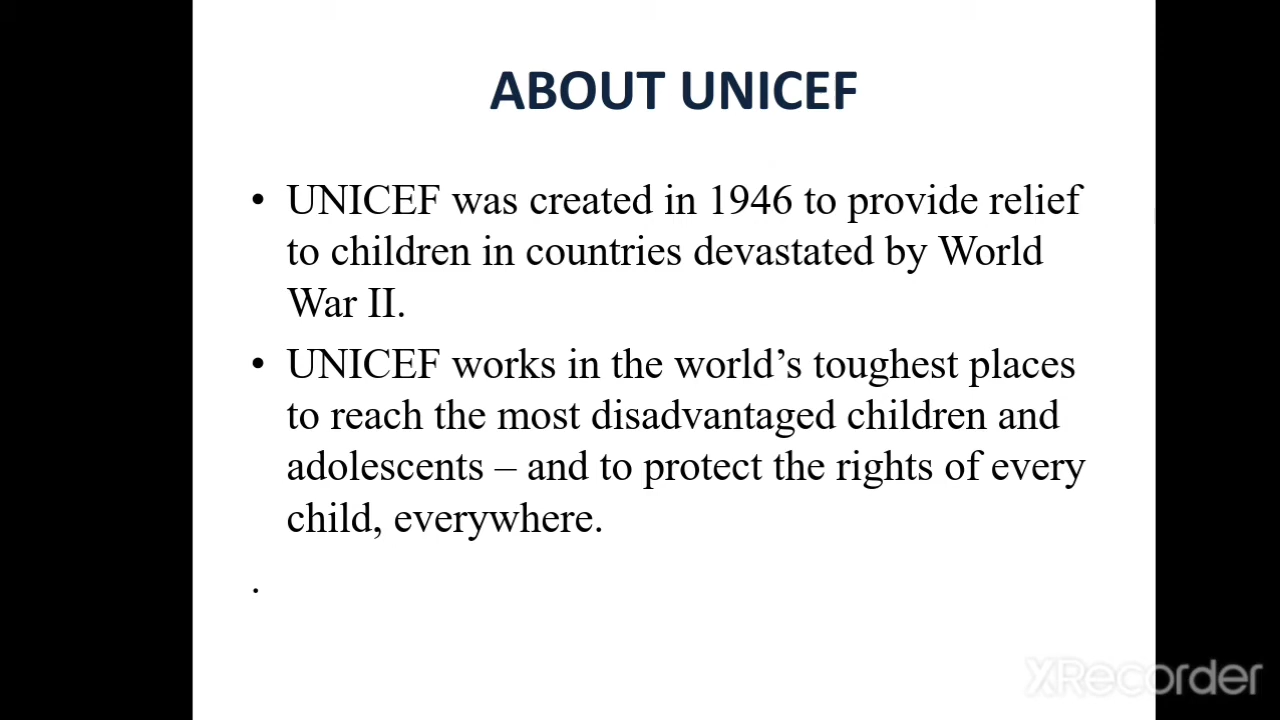 ABOUT UNICEF
• UNICEF was created in 1946 to provide relief
to children in countries devastated by World
War II.
• UNICEF works in the world’s toughest places
to reach the most disadvantaged children and
adolescents – and to protect the rights of every
child, everywhere.
.
XRecorder